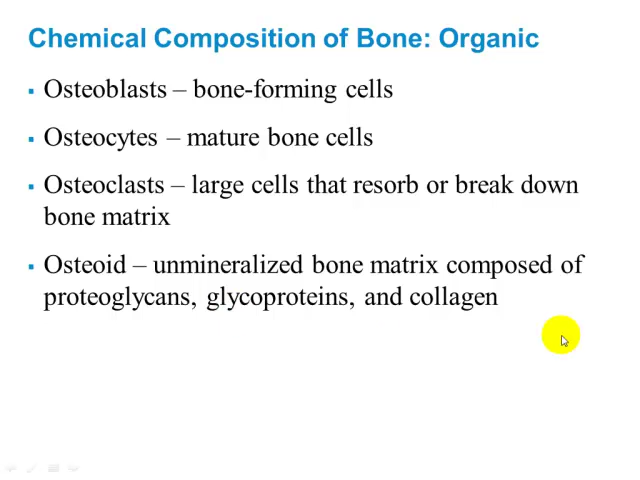 Chemical Composition of Bone: Organic
▪ Osteoblasts – bone-forming cells
▪ Osteocytes – mature bone cells
▪ Osteoclasts – large cells that resorb or break down
bone matrix
▪ Osteoid – unmineralized bone matrix composed of
proteoglycans, glycoproteins, and collagen